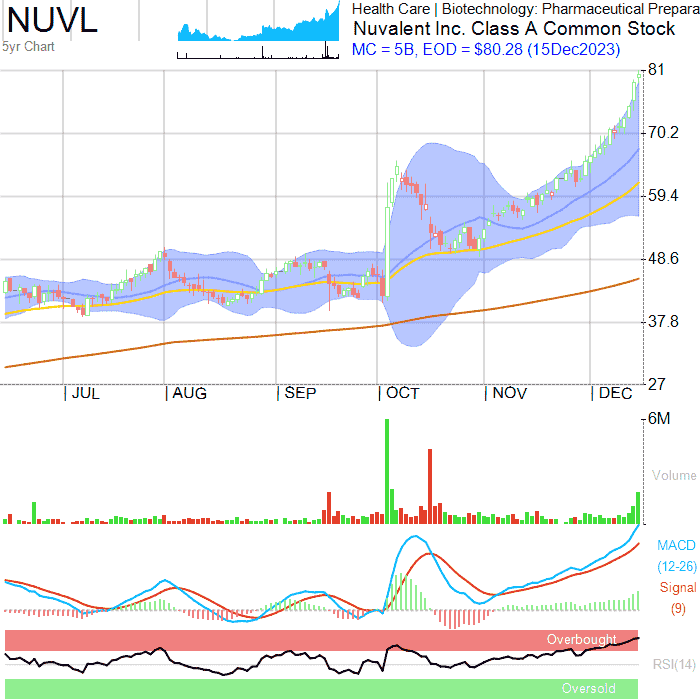 NUVL
5yr Chart
Health Care | Biotechnology: Pharmaceutical Prepara
Nuvalent Inc. Class A Common Stock
MC = 5B, EOD = $80.28 (15Dec2023)
81
70.2
59.4
48.6
37.8
27
JUL AUG SEP OCT NOV DEC
6M
Volume
MACD
(12-26)
Signal
(9)
Overbought
RSI(14)
Oversold